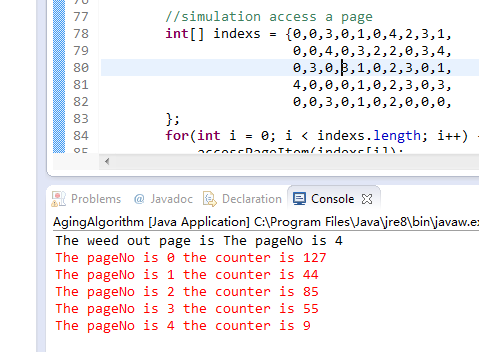 76
77 //simulation access a page
78 int[] indexs = {0,0,3,0,1,0,4,2,3,1,
79 0,0,4,0,3,2,2,0,3,4,
80 0,3,0,3,1,0,2,3,0,1,
81 4,0,0,0,1,0,2,3,0,3,
82 0,0,3,0,1,0,2,0,0,0,
83 };
84 for(int i = 0; i < indexs.length; i++) {
85 accessPageItem(indexs[i]);
Problems @ Javadoc Declaration Console
AgingAlgorithm [Java Application] C:\Program Files\Java\jre8\bin\javaw.ex
The weed out page is The pageNo is 4
The pageNo is 0 the counter is 127
The pageNo is 1 the counter is 44
The pageNo is 2 the counter is 85
The pageNo is 3 the counter is 55
The pageNo is 4 the counter is 9